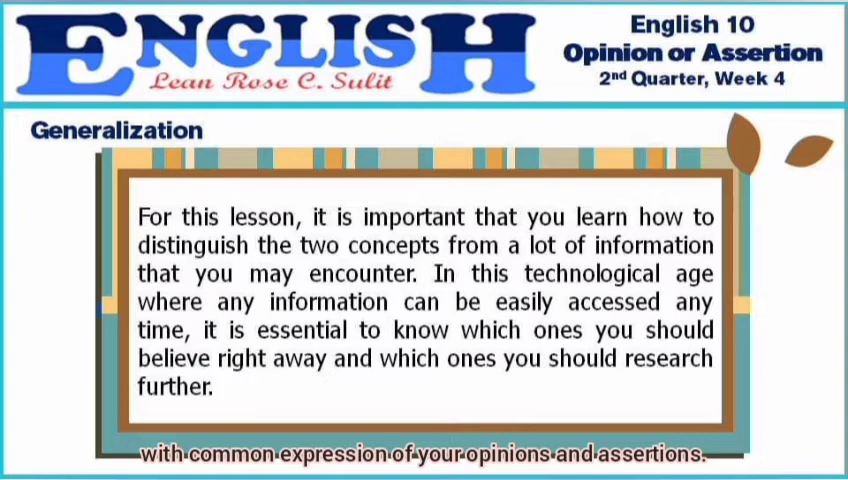 ENGLISH
Lean Rose C. Sulit
English 10
Opinion or Assertion
2nd Quarter, Week 4
Generalization
For this lesson, it is important that you learn how to
distinguish the two concepts from a lot of information
that you may encounter. In this technological age
where any information can be easily accessed any
time, it is essential to know which ones you should
believe right away and which ones you should research
further.
with common expression of your opinions and assertions.